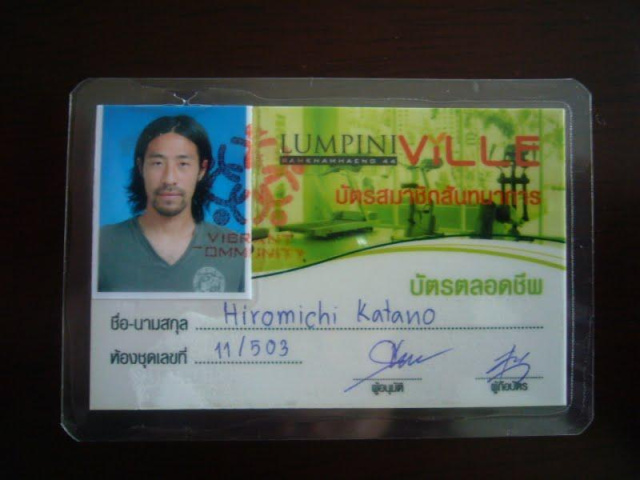 LUMPINI VILLE
RAMKHAMHAENG 44
บัตรสมาชิกสันทนาการ
VIBRANT
COMMUNITY
บัตรตลอดชีพ
ชื่อ-นามสกุล Hiromichi Katano
ห้องชุดเลขที่ 11/503
ผู้อนุมัติ ผู้ถือบัตร